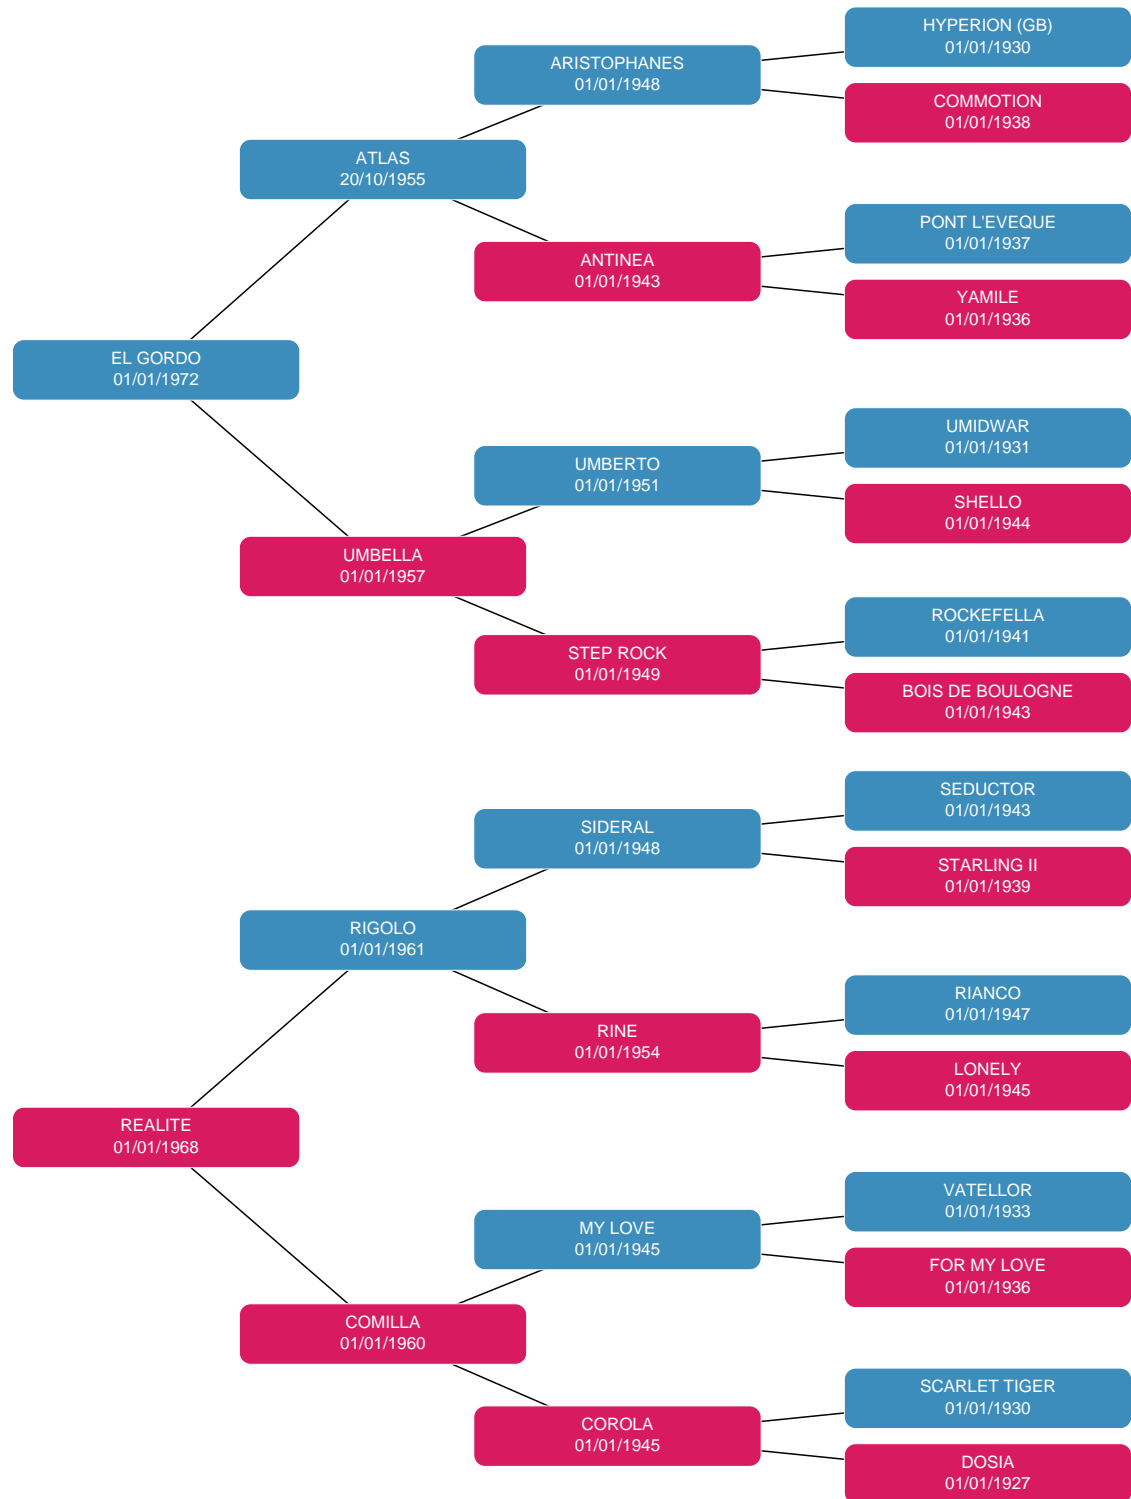 HYPERION (GB)
01/01/1930
ARISTOPHANES
01/01/1948
COMMOTION
01/01/1938
ATLAS
20/10/1955
PONT L'EVEQUE
01/01/1937
ANTINEA
01/01/1943
YAMILE
01/01/1936
EL GORDO
01/01/1972
UMIDWAR
01/01/1931
UMBERTO
01/01/1951
SHELLO
01/01/1944
UMBELLA
01/01/1957
ROCKEFELLA
01/01/1941
STEP ROCK
01/01/1949
BOIS DE BOULOGNE
01/01/1943
SEDUCTOR
01/01/1943
SIDERAL
01/01/1948
STARLING II
01/01/1939
RIGOLO
01/01/1961
RIANCO
01/01/1947
RINE
01/01/1954
LONELY
01/01/1945
REALITE
01/01/1968
VATELLOR
01/01/1933
MY LOVE
01/01/1945
FOR MY LOVE
01/01/1936
COMILLA
01/01/1960
SCARLET TIGER
01/01/1930
COROLA
01/01/1945
DOSIA
01/01/1927